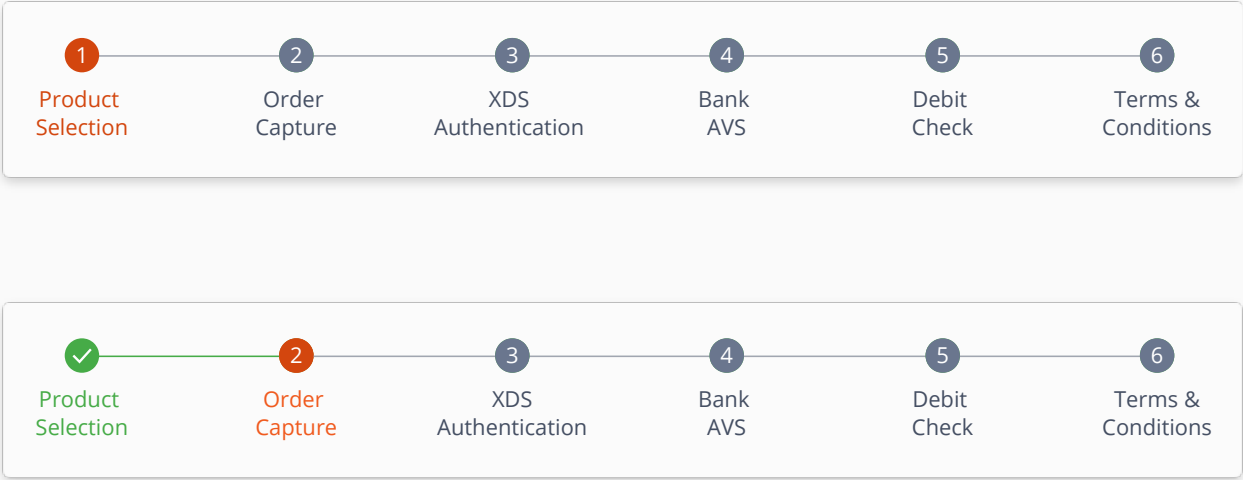 1 2 3 4 5 6
Product Order XDS Bank Debit Terms &
Selection Capture Authentication AVS Check Conditions
2 3 4 5 6
Product Order XDS Bank Debit Terms &
Selection Capture Authentication AVS Check Conditions